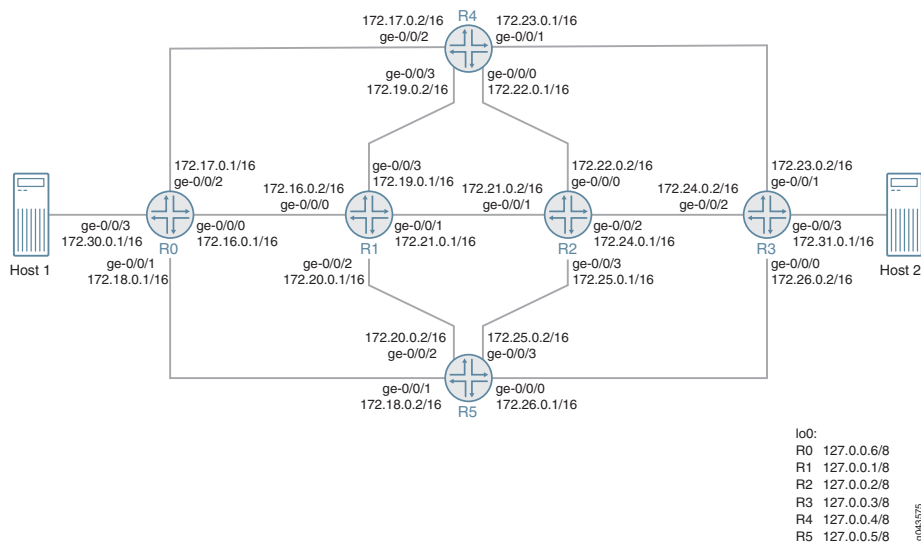 R4
172.17.0.2/16
ge-0/0/2
172.23.0.1/16
ge-0/0/1
ge-0/0/3
172.19.0.2/16
ge-0/0/0
172.22.0.1/16
172.17.0.1/16
ge-0/0/2
ge-0/0/3
172.19.0.1/16
172.22.0.2/16
ge-0/0/0
172.23.0.2/16
ge-0/0/1
172.16.0.2/16
ge-0/0/0
172.21.0.2/16
ge-0/0/1
172.24.0.2/16
ge-0/0/2
Host 1
ge-0/0/3
172.30.0.1/16
R0
ge-0/0/0
172.16.0.1/16
R1
ge-0/0/1
172.21.0.1/16
R2
ge-0/0/2
172.24.0.1/16
R3
ge-0/0/3
172.31.0.1/16
Host 2
ge-0/0/1
172.18.0.1/16
ge-0/0/2
172.20.0.1/16
ge-0/0/3
172.25.0.1/16
ge-0/0/0
172.26.0.2/16
172.20.0.2/16
ge-0/0/2
172.25.0.2/16
ge-0/0/3
ge-0/0/1
172.18.0.2/16
R5
ge-0/0/0
172.26.0.1/16
lo0:
R0 127.0.0.6/8
R1 127.0.0.1/8
R2 127.0.0.2/8
R3 127.0.0.3/8
R4 127.0.0.4/8
R5 127.0.0.5/8
g043575